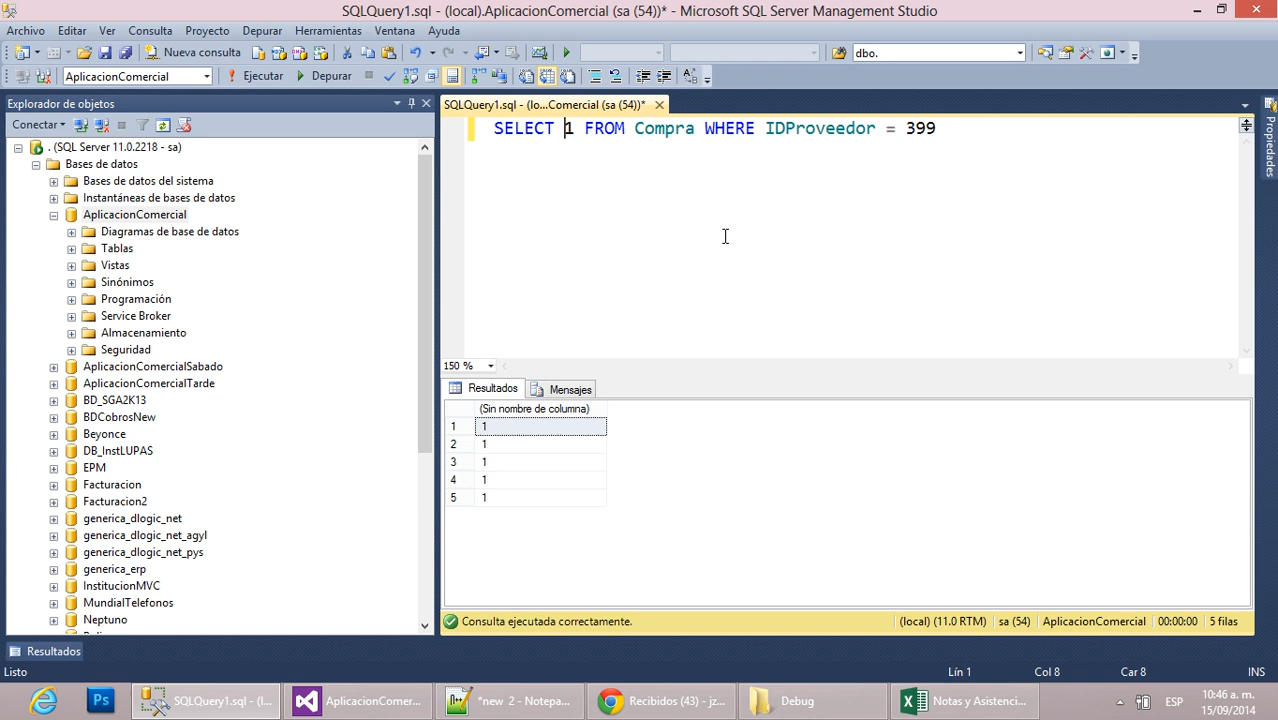 SQLQuery1.sql - (local).AplicacionComercial (sa (54))* - Microsoft SQL Server Management Studio
Archivo Editar Ver Consulta Proyecto Depurar Herramientas Ventana Ayuda
Nueva consulta dbo.
AplicacionComercial Ejecutar Depurar
Explorador de objetos
SQLQuery1.sql - (lo...Comercial (sa (54))*
Conectar
SELECT 1 FROM Compra WHERE IDProveedor = 399
Propiedades
. (SQL Server 11.0.2218 - sa)
Bases de datos
Bases de datos del sistema
Instantáneas de bases de datos
AplicacionComercial
Diagramas de base de datos
Tablas
Vistas
Sinónimos
Programación
Service Broker
Almacenamiento
Seguridad
AplicacionComercialSabado
AplicacionComercialTarde
BD_SGA2K13
BDCobrosNew
Beyonce
DB_InstLUPAS
EPM
Facturacion
Facturacion2
generica_dlogic_net
generica_dlogic_net_agyl
generica_dlogic_net_pys
generica_erp
InstitucionMVC
MundialTelefonos
Neptuno
150 %
Resultados Mensajes
(Sin nombre de columna)
1 1
2 1
3 1
4 1
5 1
Consulta ejecutada correctamente. (local) (11.0 RTM) sa (54) AplicacionComercial 00:00:00 5 filas
Resultados
Listo Lín 1 Col 8 Car 8 INS
Ps SQLQuery1.sql - (l... AplicacionComer... *new 2 - Notepa... Recibidos (43) - jz... Debug Notas y Asistenci... ESP
10:46 a. m.
15/09/2014